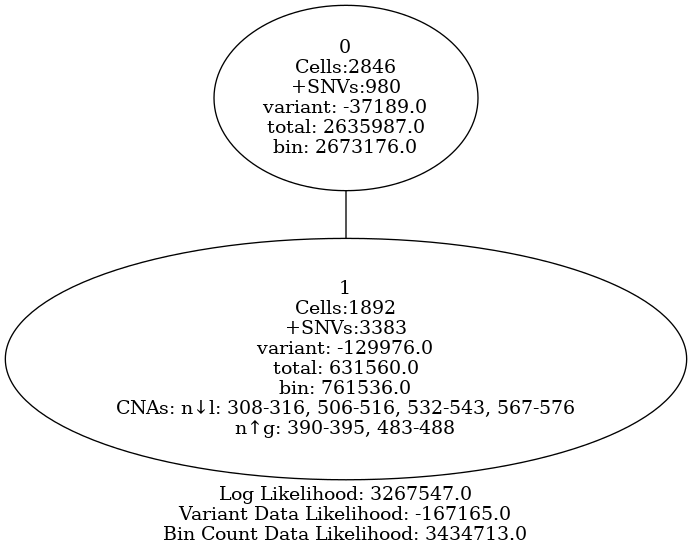 0
Cells:2846
+SNVs:980
variant: -37189.0
total: 2635987.0
bin: 2673176.0
1
Cells:1892
+SNVs:3383
variant: -129976.0
total: 631560.0
bin: 761536.0
CNAs: n↓l: 308-316, 506-516, 532-543, 567-576
n↑g: 390-395, 483-488
Log Likelihood: 3267547.0
Variant Data Likelihood: -167165.0
Bin Count Data Likelihood: 3434713.0